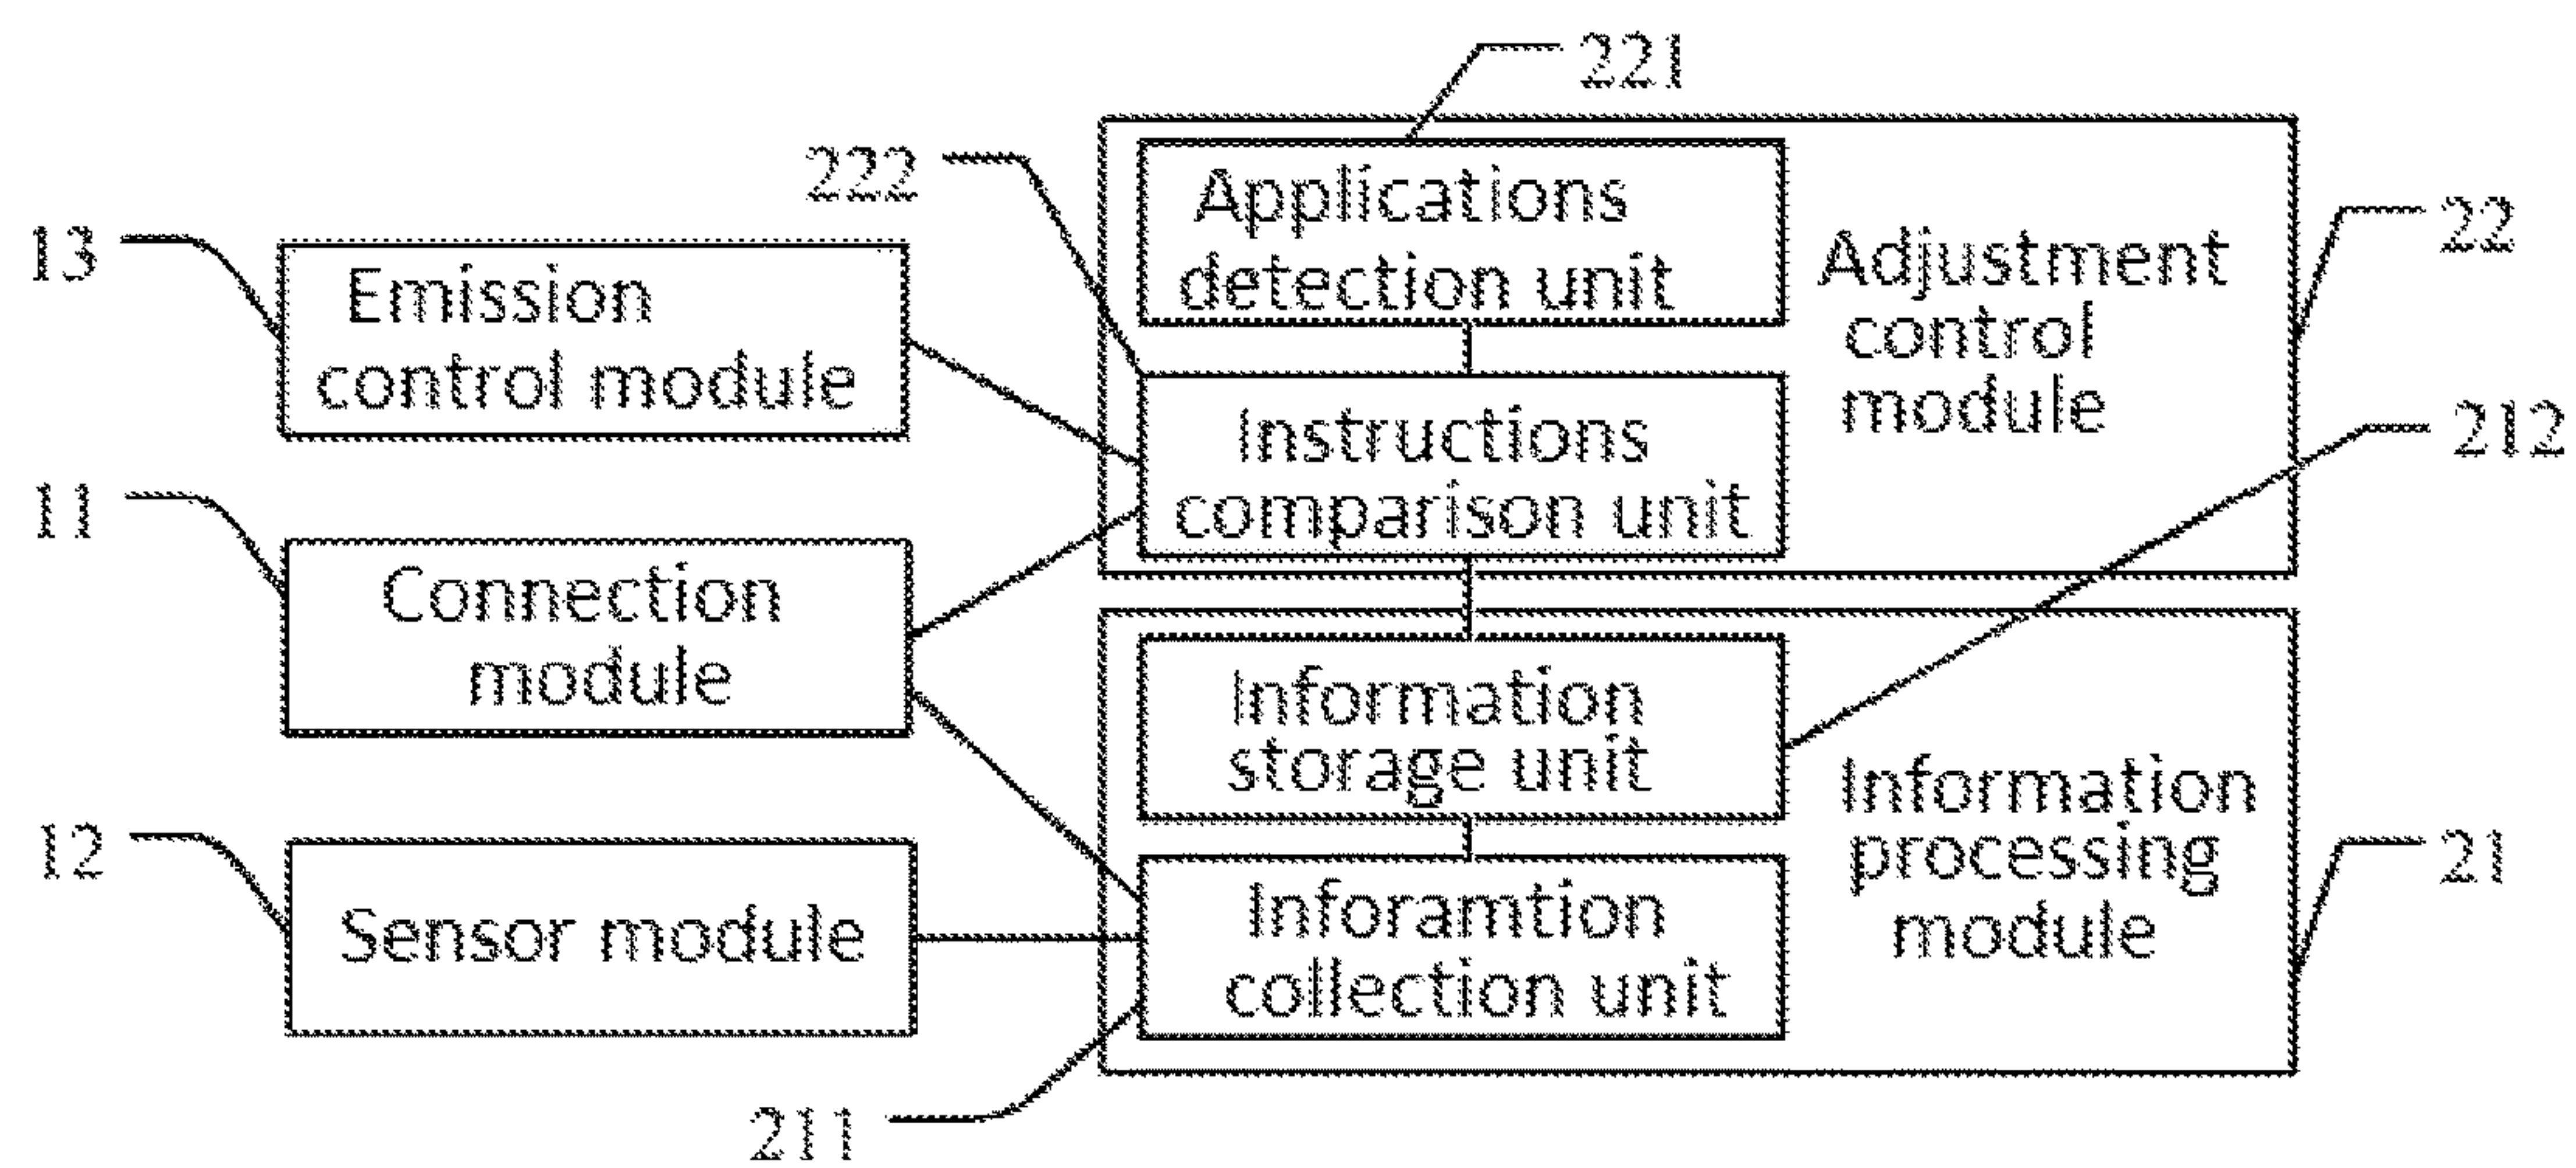 221
222
Applications
detection unit
Adjustment
control
module
22
13
Emission
control module
Instructions
comparison unit
212
11
Connection
module
Information
storage unit
Information
processing
module
21
12
Sensor module
Inforamtion
collection unit
211